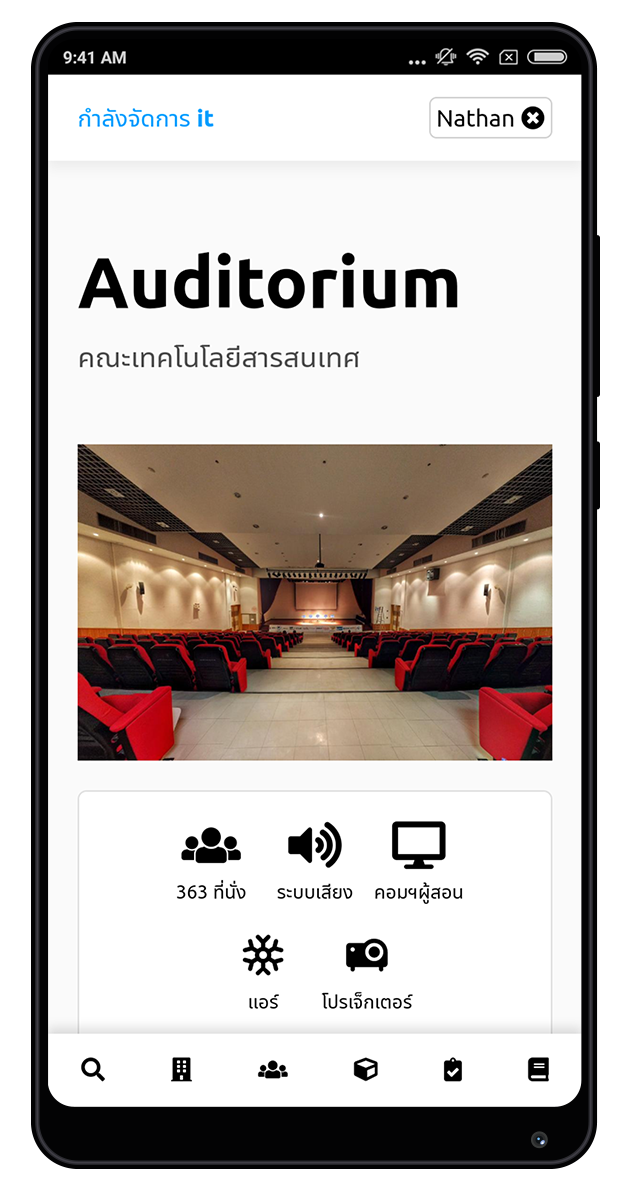 9:41 AM
กำลังจัดการ it
Nathan
Auditorium
คณะเทคโนโลยีสารสนเทศ
363 ที่นั่ง
ระบบเสียง
คอมฯผู้สอน
แอร์
โปรเจ็กเตอร์